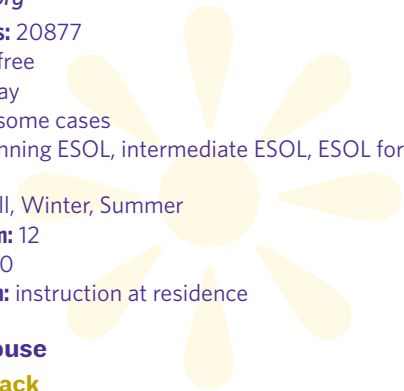 org
s: 20877
free
ay
some cases
nning ESOL, intermediate ESOL, ESOL for
ll, Winter, Summer
n: 12
0
n: instruction at residence
ouse
ack